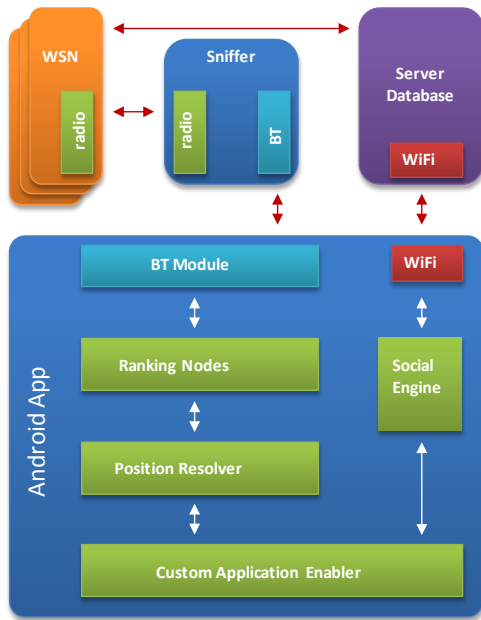 WSN
radio
Sniffer
radio
BT
Server
Database
WiFi
Android App
BT Module
WiFi
Ranking Nodes
Social
Engine
Position Resolver
Custom Application Enabler